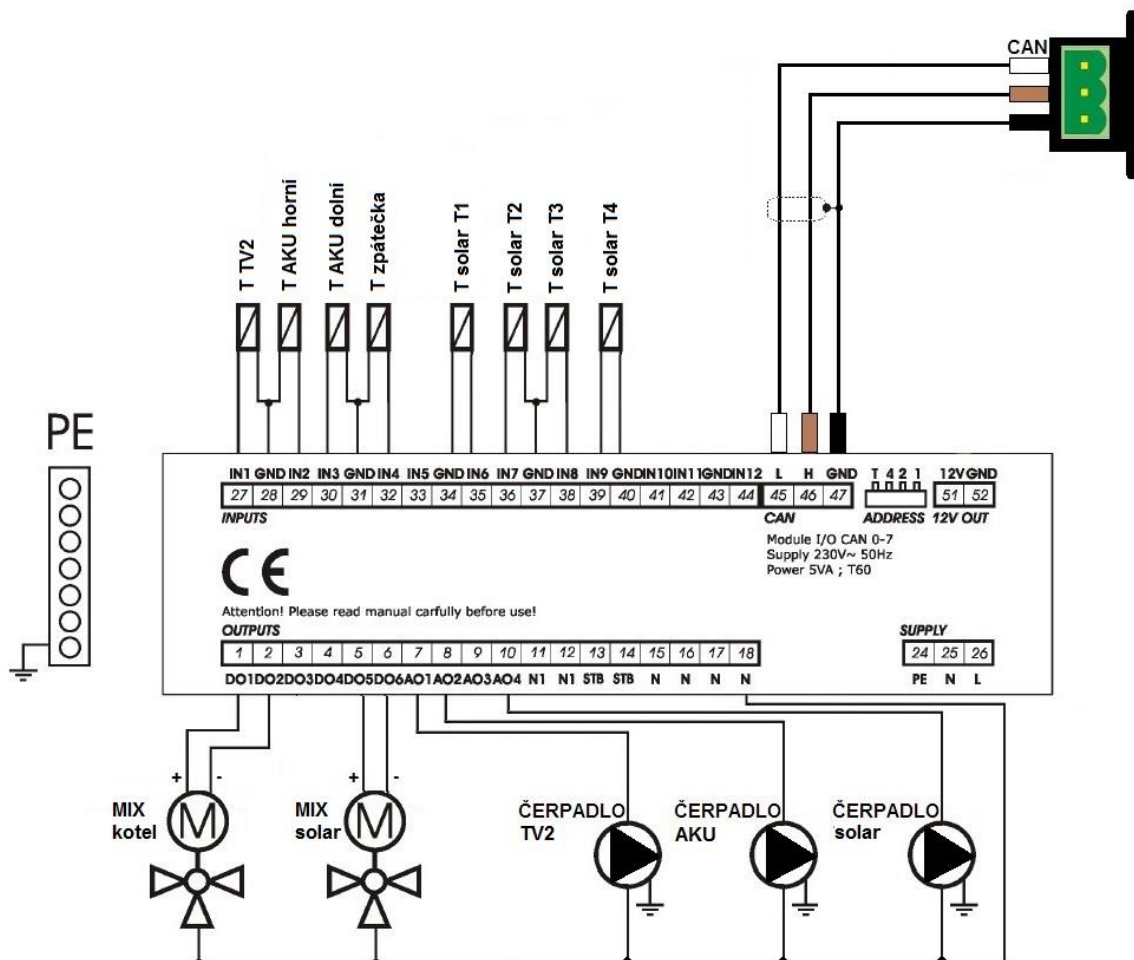 CAN
T TV2
T AKU horní
T AKU dolní
T zpátečka
T solar T1
T solar T2
T solar T3
T solar T4
PE
IN1 GND IN2 IN3 GND IN4 IN5 GND IN6 IN7 GND IN8 IN9 GND IN10 IN11 GND IN12 L H GND T 4 2 1 12V GND
27 28 29 30 31 32 33 34 35 36 37 38 39 40 41 42 43 44 45 46 47 51 52
INPUTS CAN ADDRESS 12V OUT
Module I/O CAN 0-7
Supply 230V~ 50Hz
Power 5VA ; T60
CE
Attention! Please read manual carfully before use!
OUTPUTS SUPPLY
1 2 3 4 5 6 7 8 9 10 11 12 13 14 15 16 17 18 24 25 26
DO1 DO2 DO3 DO4 DO5 DO6 AO1 AO2 AO3 AO4 N1 N1 STB STB N N N N PE N L
+ - + -
MIX
kotel
M
MIX
solar
M
ČERPADLO
TV2
ČERPADLO
AKU
ČERPADLO
solar